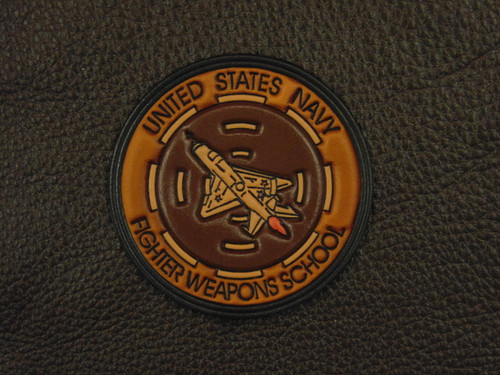 UNITED STATES NAVY
FIGHTER WEAPONS SCHOOL